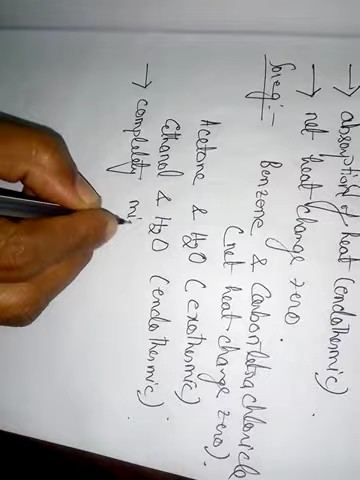 → absorption of heat (endothermic)
→ net heat change zero.
for eg:-
Benzene & Carbontetrachloride
(net heat change zero).
Acetone & H₂O (exothermic)
Ethanol & H₂O (endothermic).
→ completely mi